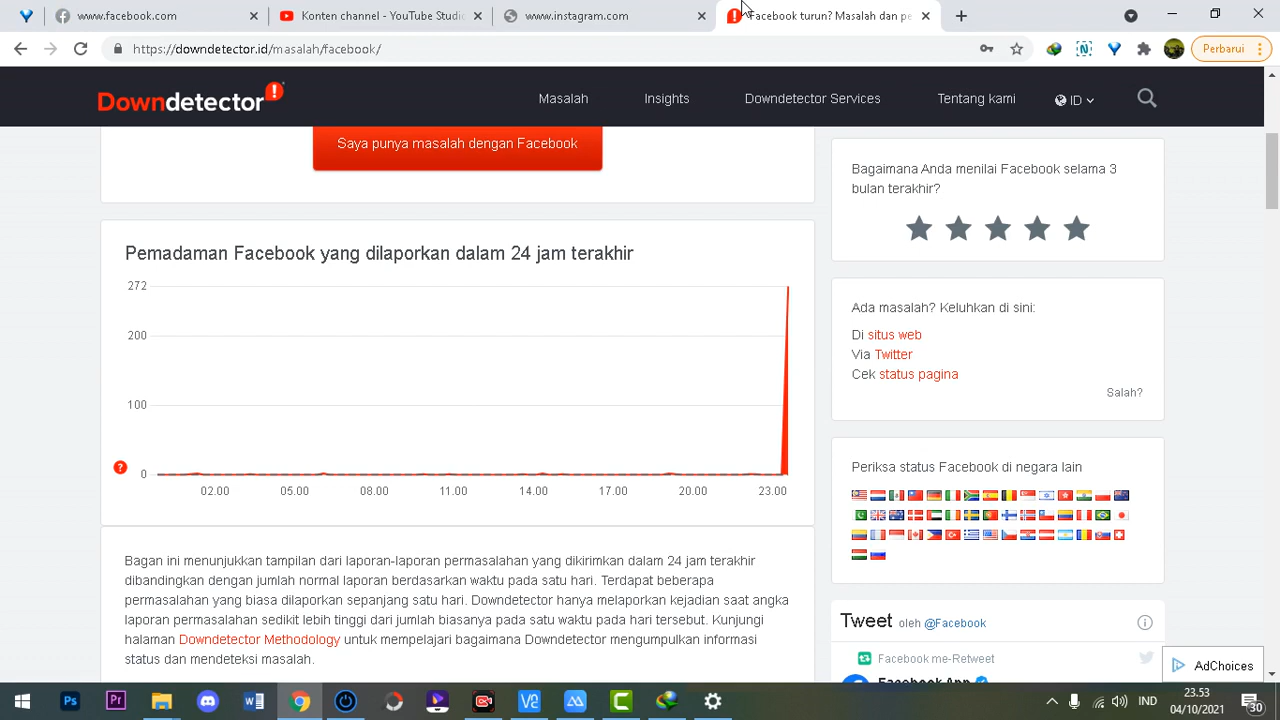 www.facebook.com
Konten channel - YouTube Studi
www.instagram.com
Facebook turun? Masalah dan pe
https://downdetector.id/masalah/facebook/
Perbarui
Downdetector
Masalah
Insights
Downdetector Services
Tentang kami
ID
Saya punya masalah dengan Facebook
Pemadaman Facebook yang dilaporkan dalam 24 jam terakhir
272
200
100
0
02.00 05.00 08.00 11.00 14.00 17.00 20.00 23.00
Bagan ini menunjukkan tampilan dari laporan-laporan permasalahan yang dikirimkan dalam 24 jam terakhir
dibandingkan dengan jumlah normal laporan berdasarkan waktu pada satu hari. Terdapat beberapa
permasalahan yang biasa dilaporkan sepanjang satu hari. Downdetector hanya melaporkan kejadian saat angka
laporan permasalahan sedikit lebih tinggi dari jumlah biasanya pada satu waktu pada hari tersebut. Kunjungi
halaman Downdetector Methodology untuk mempelajari bagaimana Downdetector mengumpulkan informasi
status dan mendeteksi masalah.
Bagaimana Anda menilai Facebook selama 3
bulan terakhir?
Ada masalah? Keluhkan di sini:
Di situs web
Via Twitter
Cek status pagina
Salah?
Periksa status Facebook di negara lain
Tweet oleh @Facebook
Facebook me-Retweet
Facebook App
AdChoices
IND
23.53
04/10/2021
30